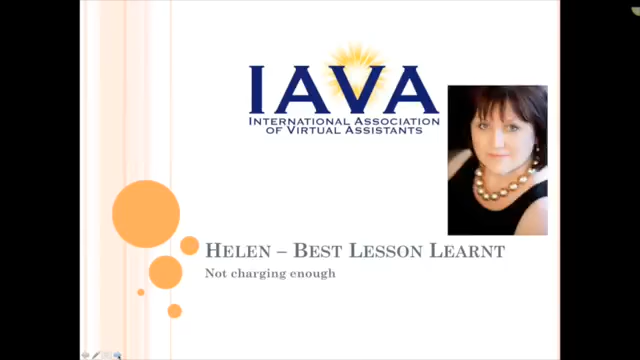 IAVA
INTERNATIONAL ASSOCIATION
OF VIRTUAL ASSISTANTS
HELEN – BEST LESSON LEARNT
Not charging enough